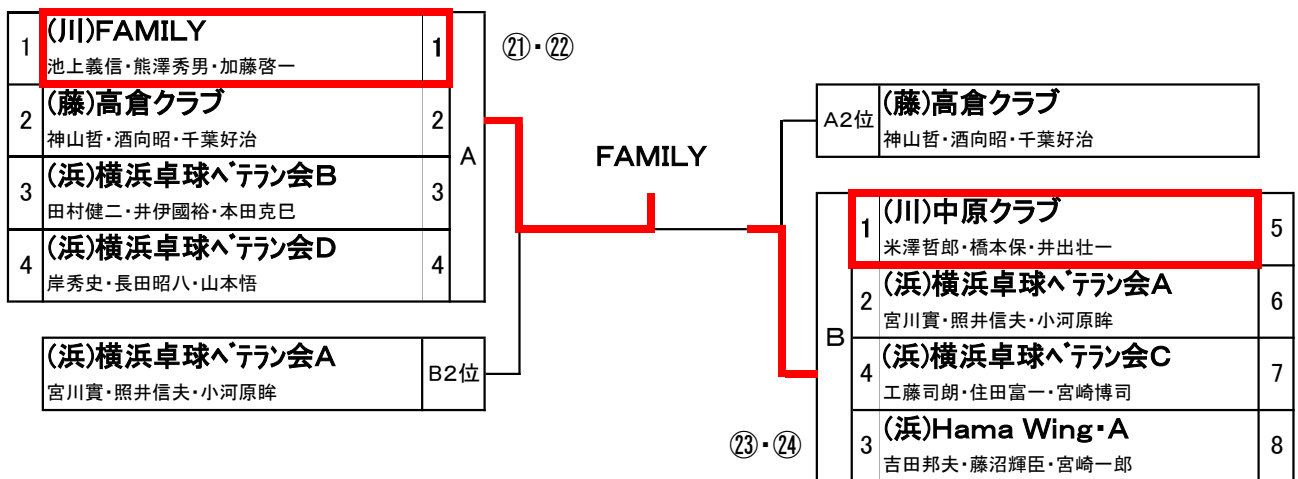 1 (川)FAMILY 1
池上義信・熊澤秀男・加藤啓一
㉑・㉒
2 (藤)高倉クラブ 2
神山哲・酒向昭・千葉好治
3 (浜)横浜卓球ベテラン会B 3
田村健二・井伊國裕・本田克巳
4 (浜)横浜卓球ベテラン会D 4
岸秀史・長田昭八・山本悟
A
(浜)横浜卓球ベテラン会A
宮川實・照井信夫・小河原眸
B2位
FAMILY
A2位
(藤)高倉クラブ
神山哲・酒向昭・千葉好治
B
1 (川)中原クラブ 5
米澤哲郎・橋本保・井出壮一
2 (浜)横浜卓球ベテラン会A 6
宮川實・照井信夫・小河原眸
4 (浜)横浜卓球ベテラン会C 7
工藤司朗・住田富一・宮崎博司
3 (浜)Hama Wing・A 8
吉田邦夫・藤沼輝臣・宮崎一郎
㉓・㉔